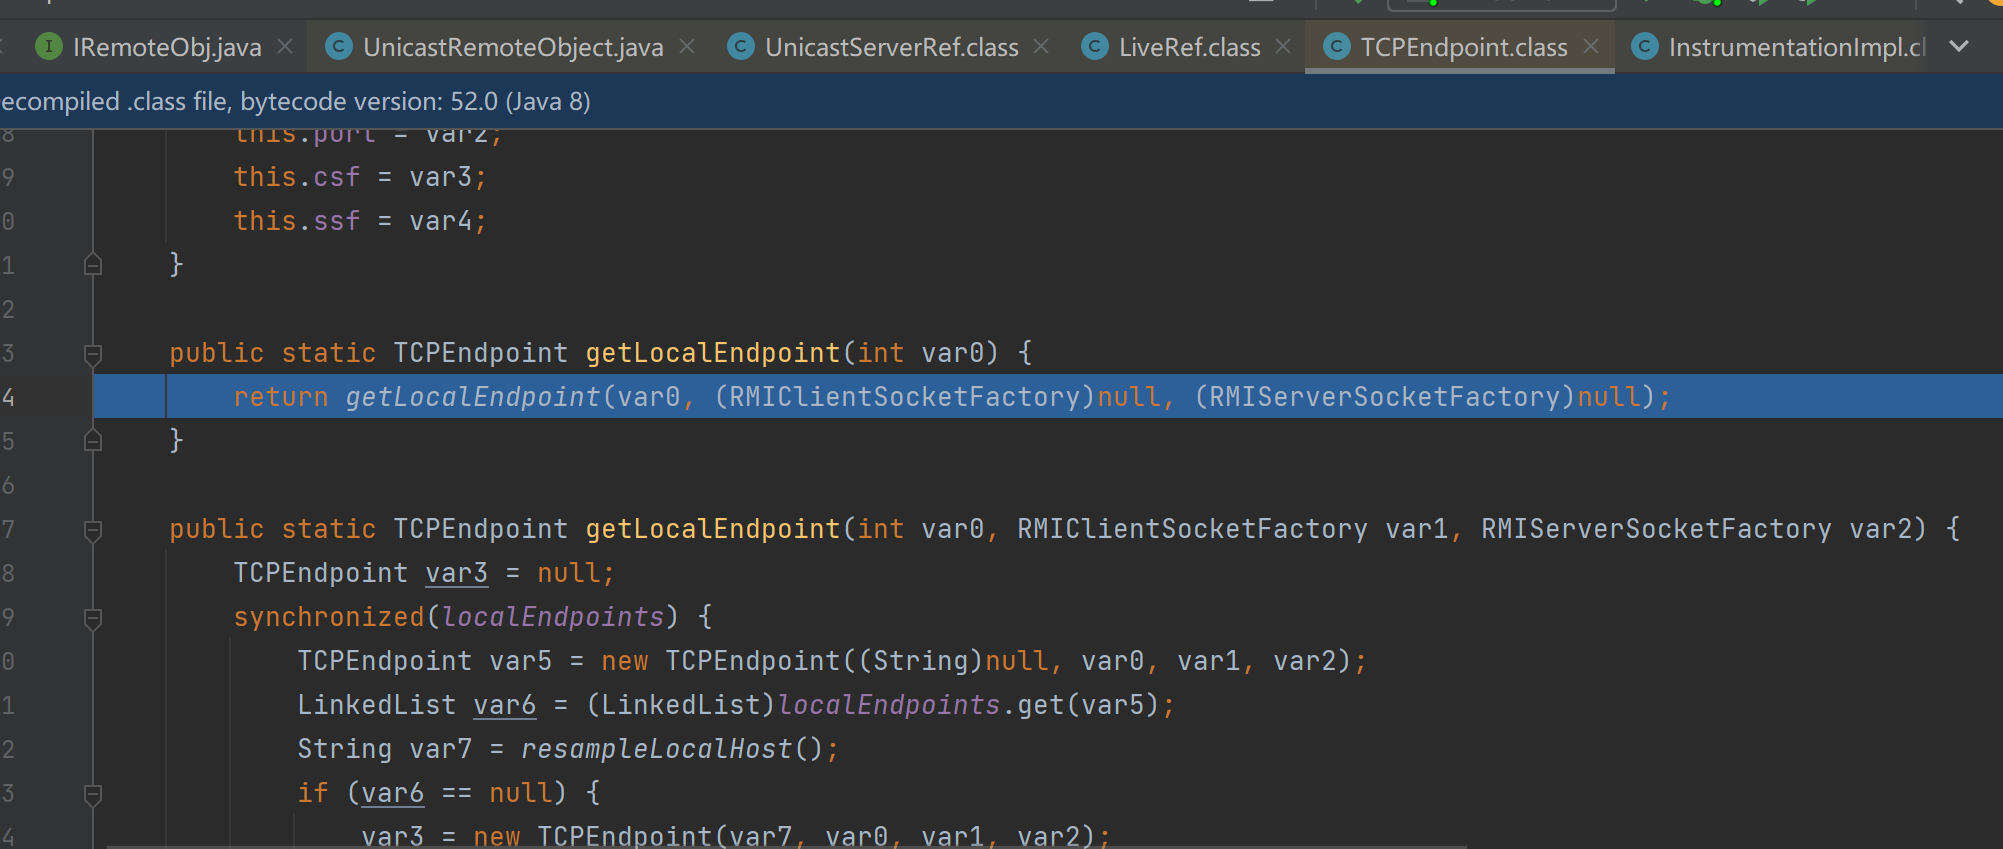 IRemoteObj.java UnicastRemoteObject.java UnicastServerRef.class LiveRef.class TCPEndpoint.class InstrumentationImpl.cl
ecompiled .class file, bytecode version: 52.0 (Java 8)
8 this.port = var2;
9 this.csf = var3;
0 this.ssf = var4;
1 }
2
3 public static TCPEndpoint getLocalEndpoint(int var0) {
4 return getLocalEndpoint(var0, (RMIClientSocketFactory)null, (RMIServerSocketFactory)null);
5 }
6
7 public static TCPEndpoint getLocalEndpoint(int var0, RMIClientSocketFactory var1, RMIServerSocketFactory var2) {
8 TCPEndpoint var3 = null;
9 synchronized(localEndpoints) {
0 TCPEndpoint var5 = new TCPEndpoint((String)null, var0, var1, var2);
1 LinkedList var6 = (LinkedList)localEndpoints.get(var5);
2 String var7 = resampleLocalHost();
3 if (var6 == null) {
4 var3 = new TCPEndpoint(var7, var0, var1, var2);